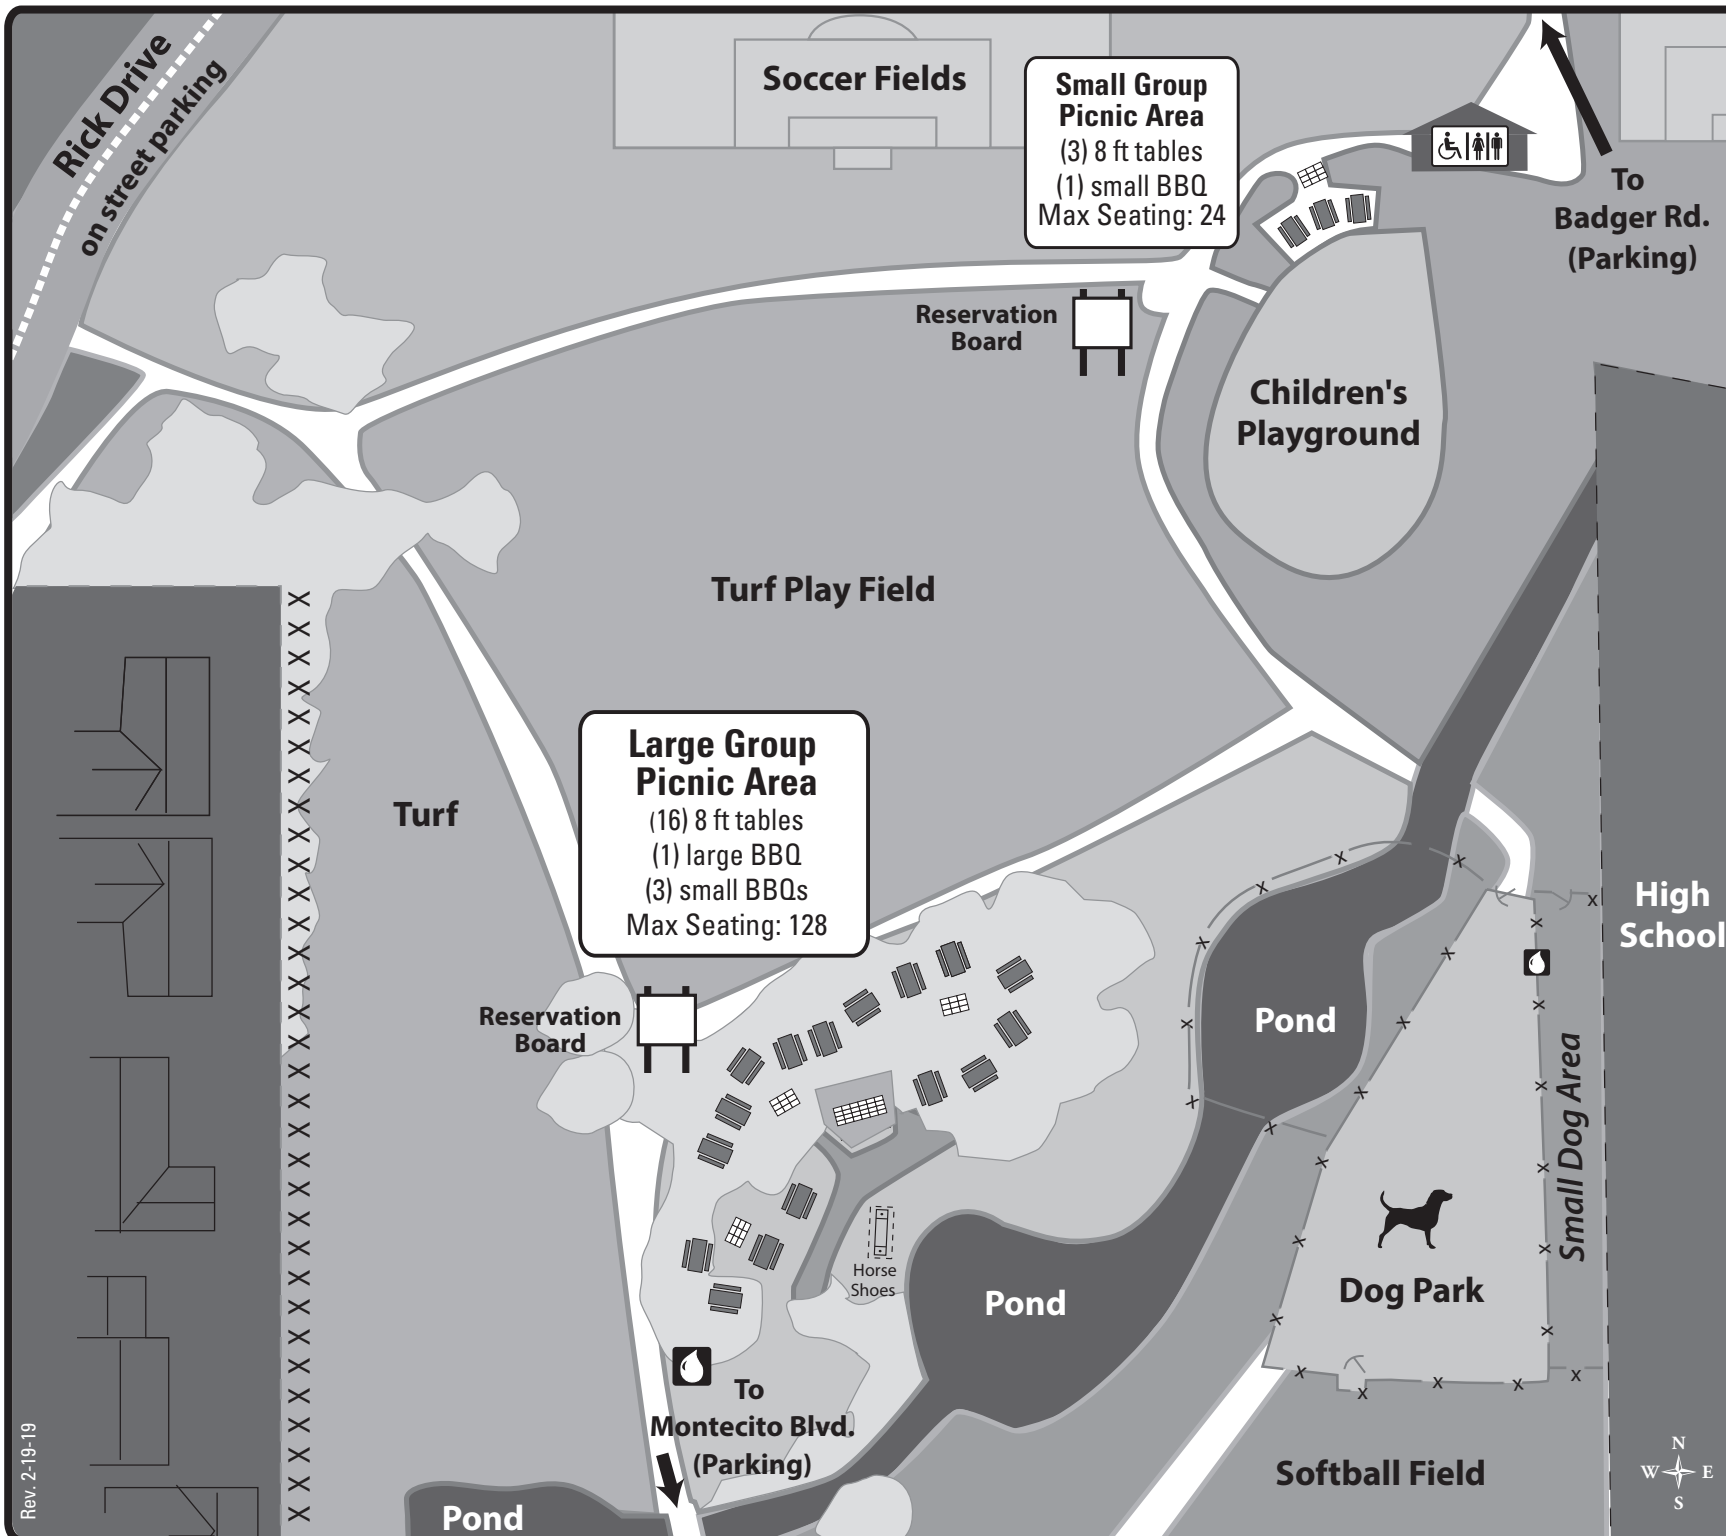 Rick Drive
on street parking
Soccer Fields
Small Group
Picnic Area
(3) 8 ft tables
(1) small BBQ
Max Seating: 24
To
Badger Rd.
(Parking)
Reservation
Board
Children's
Playground
Turf Play Field
Large Group
Picnic Area
(16) 8 ft tables
(1) large BBQ
(3) small BBQs
Max Seating: 128
Turf
High
School
Reservation
Board
Pond
Small Dog Area
Horse
Shoes
Pond
Dog Park
To
Montecito Blvd.
(Parking)
Softball Field
Pond
Rev. 2-19-19
N
W E
S